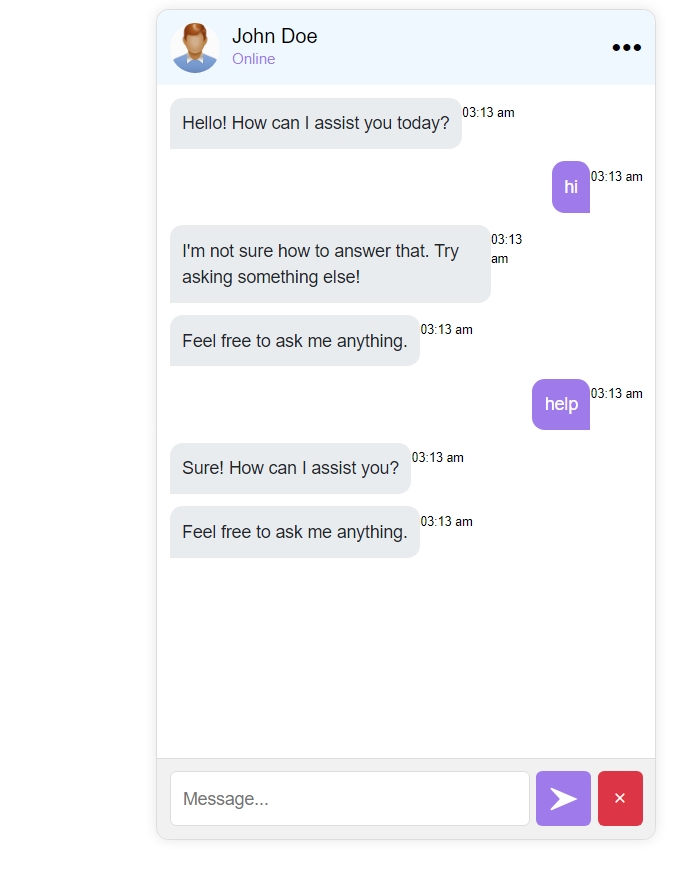 John Doe
Online
Hello! How can I assist you today?
03:13 am
hi
03:13 am
I'm not sure how to answer that. Try
asking something else!
03:13
am
Feel free to ask me anything.
03:13 am
help
03:13 am
Sure! How can I assist you?
03:13 am
Feel free to ask me anything.
03:13 am
Message...
×